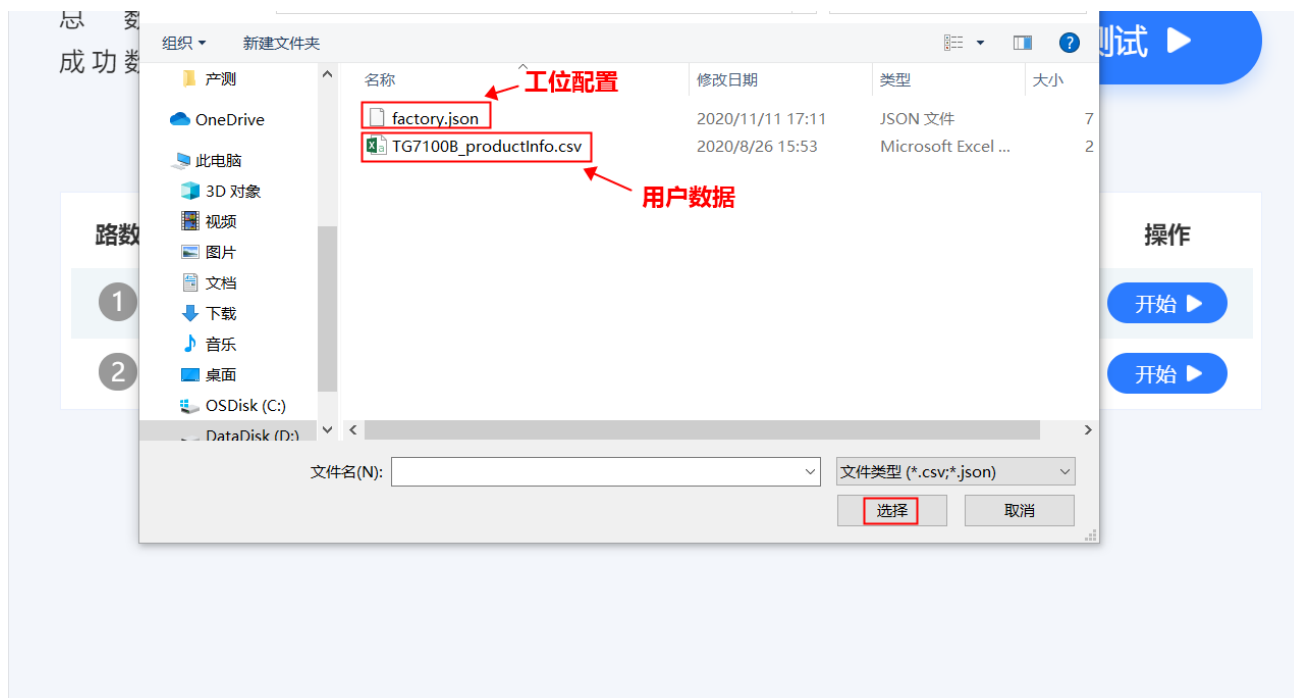 总 数
成功数
测试
组织 新建文件夹
产测
OneDrive
此电脑
3D 对象
视频
图片
文档
下载
音乐
桌面
OSDisk (C:)
DataDisk (D:)
名称 修改日期 类型 大小
工位配置
factory.json 2020/11/11 17:11 JSON 文件 7
TG7100B_productInfo.csv 2020/8/26 15:53 Microsoft Excel ... 2
用户数据
路数 操作
1 开始
2 开始
文件名(N): 文件类型 (*.csv;*.json)
选择 取消